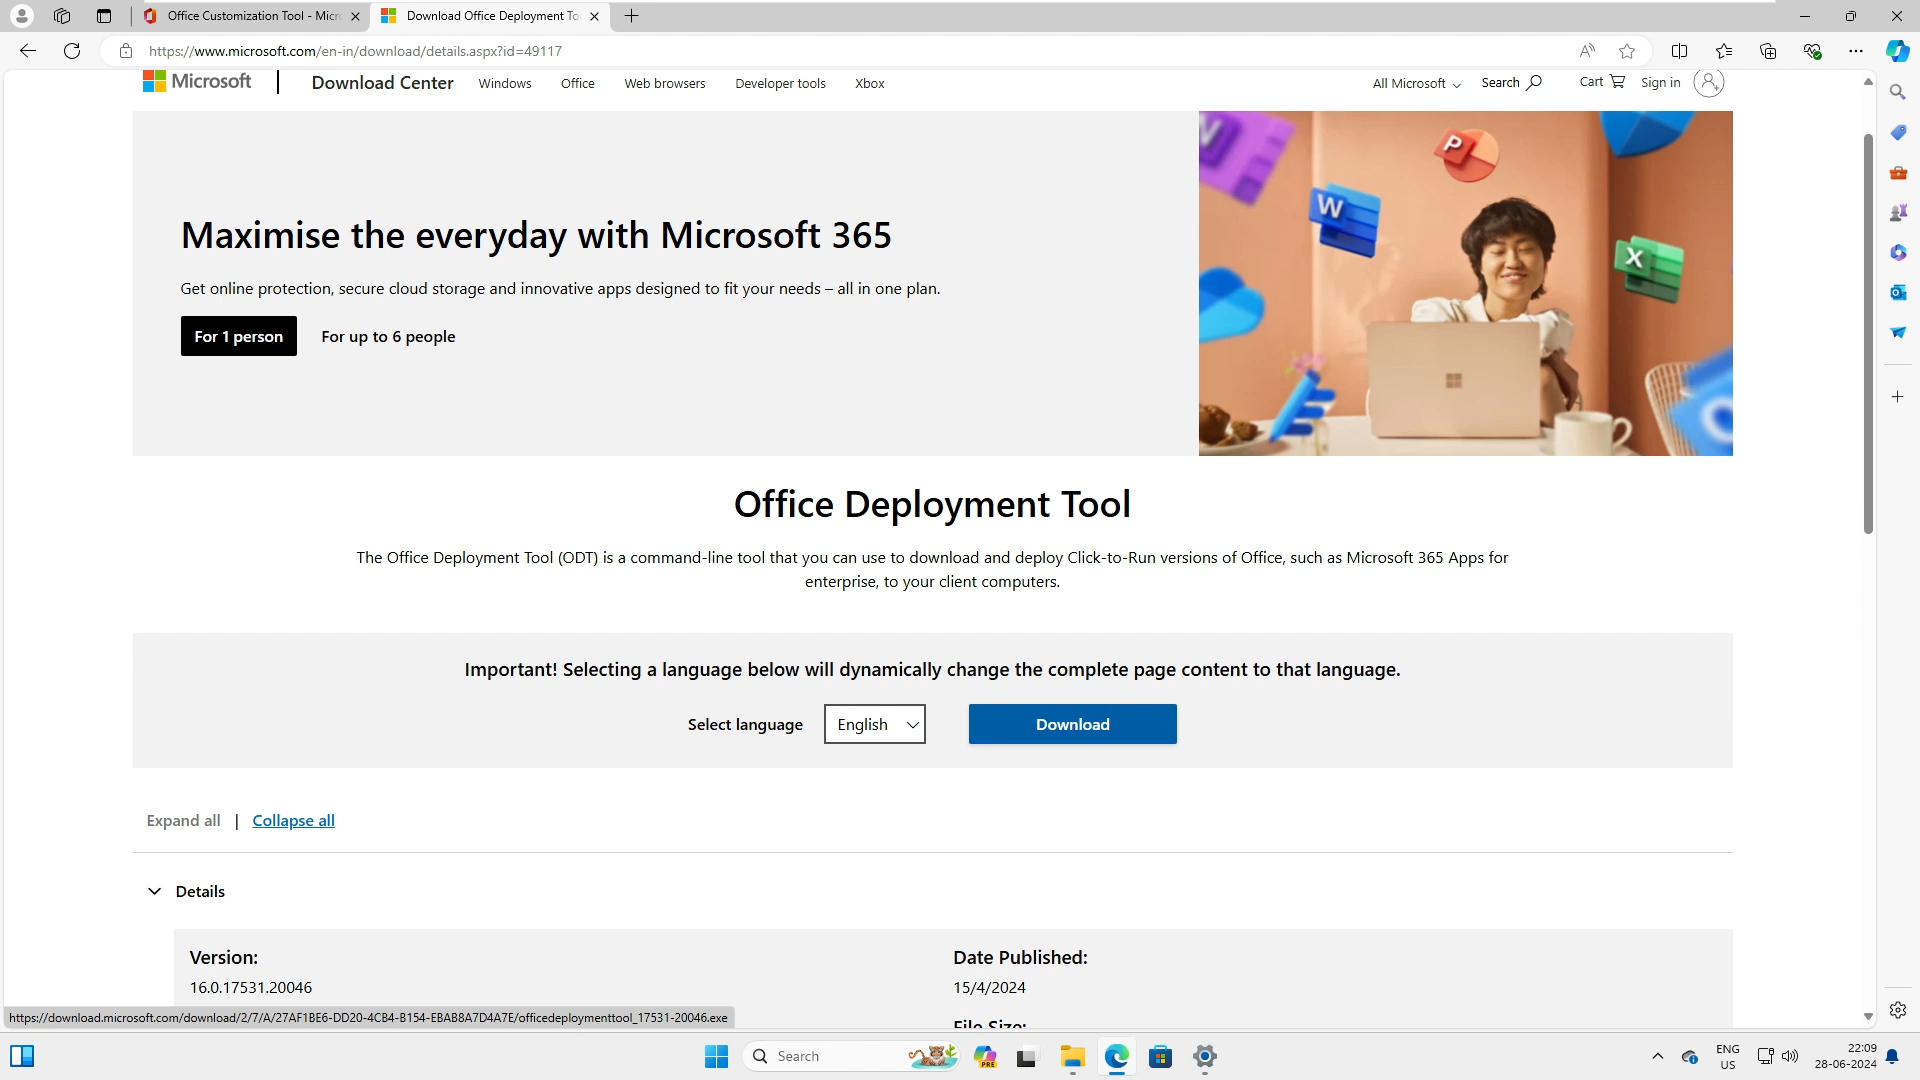 Office Customization Tool - Micr
Download Office Deployment To
https://www.microsoft.com/en-in/download/details.aspx?id=49117
Microsoft
Download Center
Windows
Office
Web browsers
Developer tools
Xbox
All Microsoft
Search
Cart
Sign in
Maximise the everyday with Microsoft 365
Get online protection, secure cloud storage and innovative apps designed to fit your needs – all in one plan.
For 1 person
For up to 6 people
P
W
X
Office Deployment Tool
The Office Deployment Tool (ODT) is a command-line tool that you can use to download and deploy Click-to-Run versions of Office, such as Microsoft 365 Apps for
enterprise, to your client computers.
Important! Selecting a language below will dynamically change the complete page content to that language.
Select language
English
Download
Expand all | Collapse all
Details
Version:
Date Published:
16.0.17531.20046
15/4/2024
File Size:
https://download.microsoft.com/download/2/7/A/27AF1BE6-DD20-4CB4-B154-EBAB8A7D4A7E/officedeploymenttool_17531-20046.exe
Search
PRE
ENG
US
22:09
28-06-2024